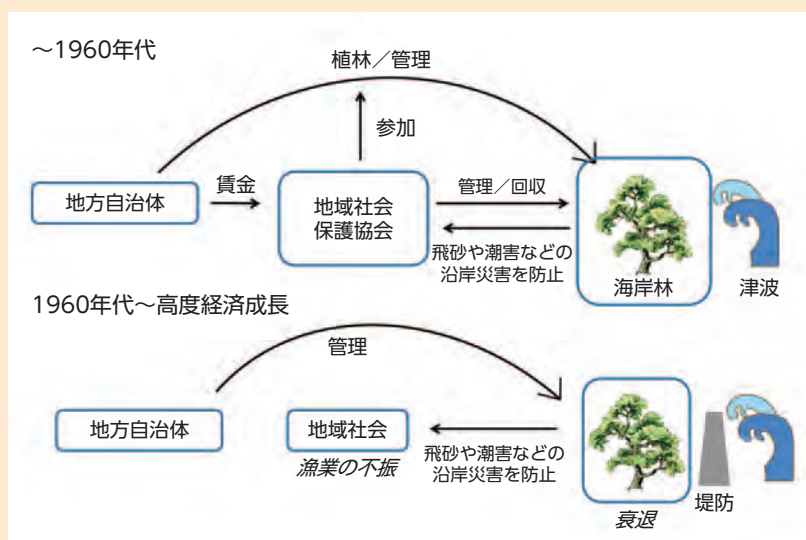 ～1960年代
植林／管理
参加
地方自治体
賃金
地域社会
保護協会
管理／回収
飛砂や潮害などの
沿岸災害を防止
海岸林
津波
1960年代～高度経済成長
管理
地方自治体
地域社会
漁業の不振
飛砂や潮害などの
沿岸災害を防止
衰退
堤防